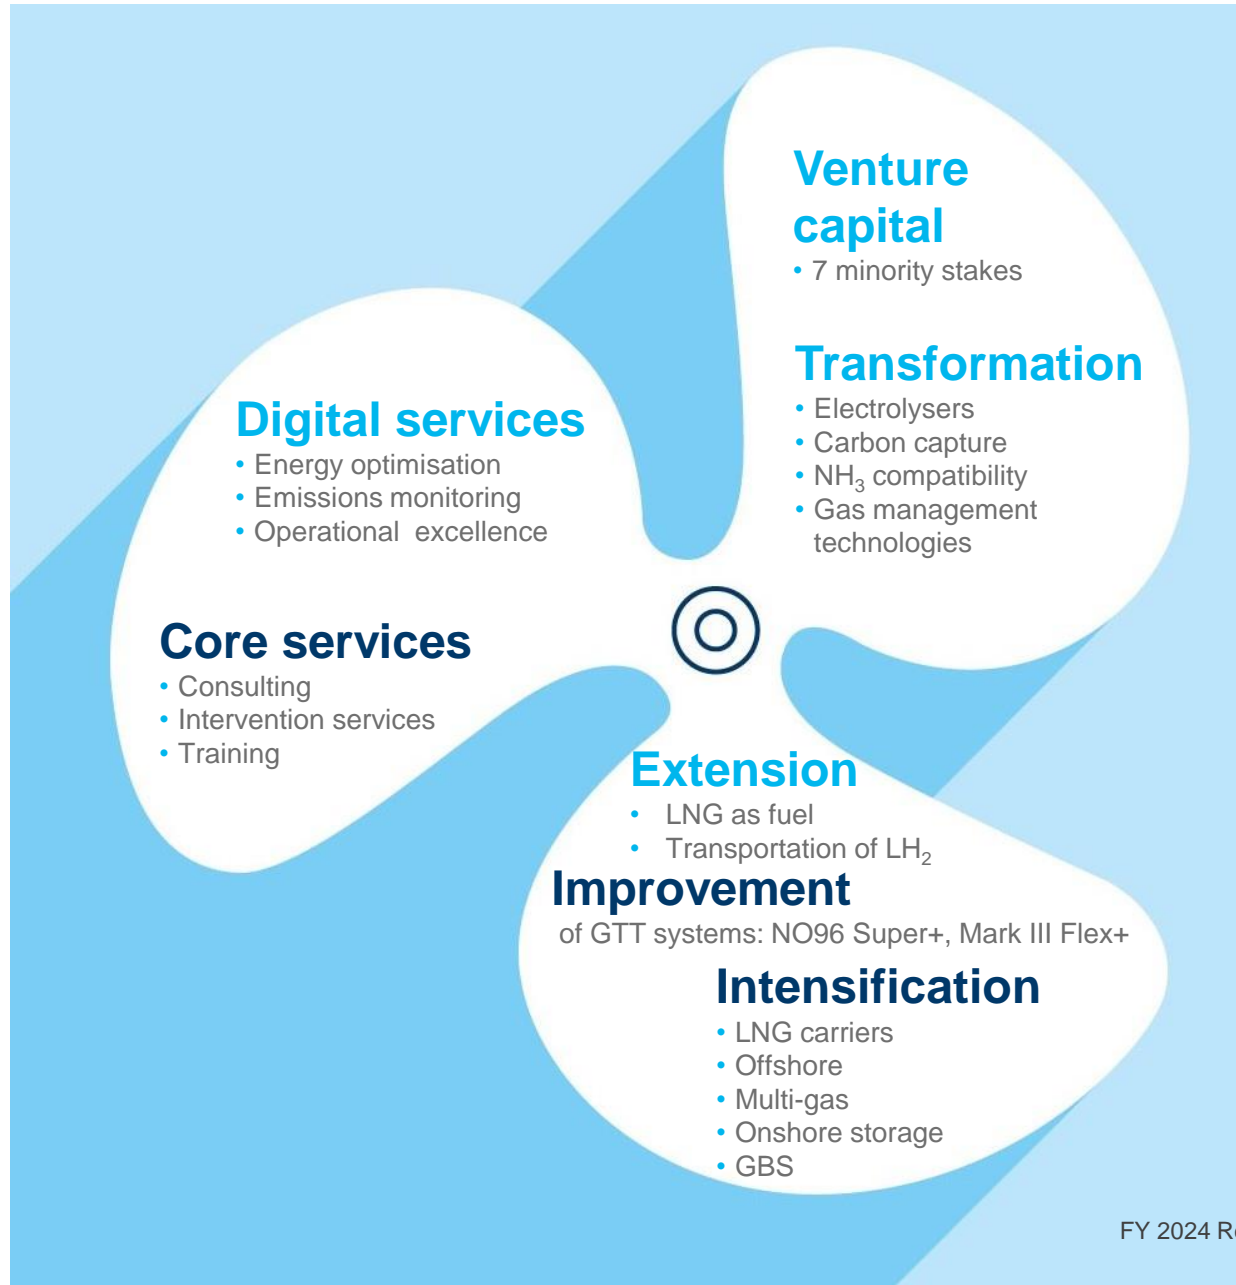 Venture
capital
• 7 minority stakes
Transformation
• Electrolysers
• Carbon capture
• NH₃ compatibility
• Gas management
technologies
Digital services
• Energy optimisation
• Emissions monitoring
• Operational excellence
Core services
• Consulting
• Intervention services
• Training
Extension
• LNG as fuel
• Transportation of LH₂
Improvement
of GTT systems: NO96 Super+, Mark III Flex+
Intensification
• LNG carriers
• Offshore
• Multi-gas
• Onshore storage
• GBS
FY 2024